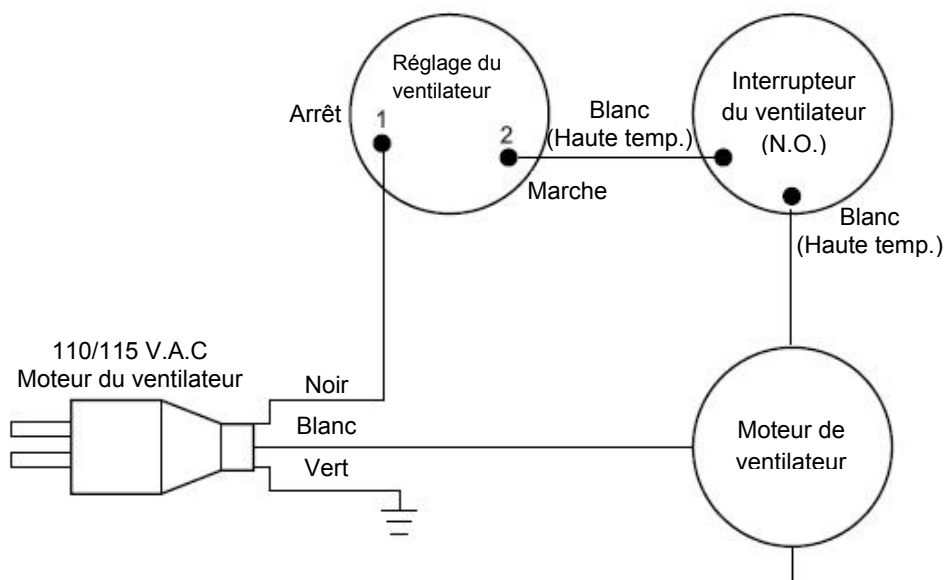 Réglage du
ventilateur
Arrêt
1
2
Marche
Blanc
(Haute temp.)
Interrupteur
du ventilateur
(N.O.)
Blanc
(Haute temp.)
110/115 V.A.C
Moteur du ventilateur
Noir
Blanc
Vert
Moteur de
ventilateur